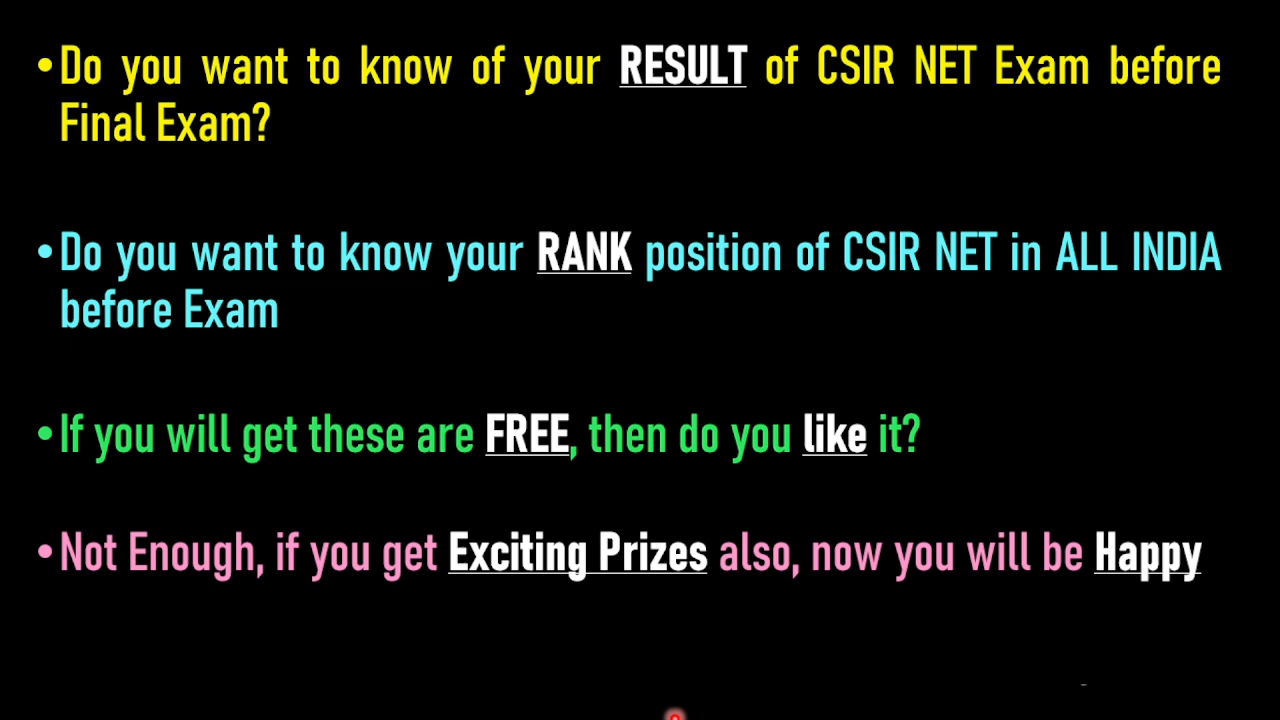 •Do you want to know of your RESULT of CSIR NET Exam before
Final Exam?
•Do you want to know your RANK position of CSIR NET in ALL INDIA
before Exam
•If you will get these are FREE, then do you like it?
•Not Enough, if you get Exciting Prizes also, now you will be Happy